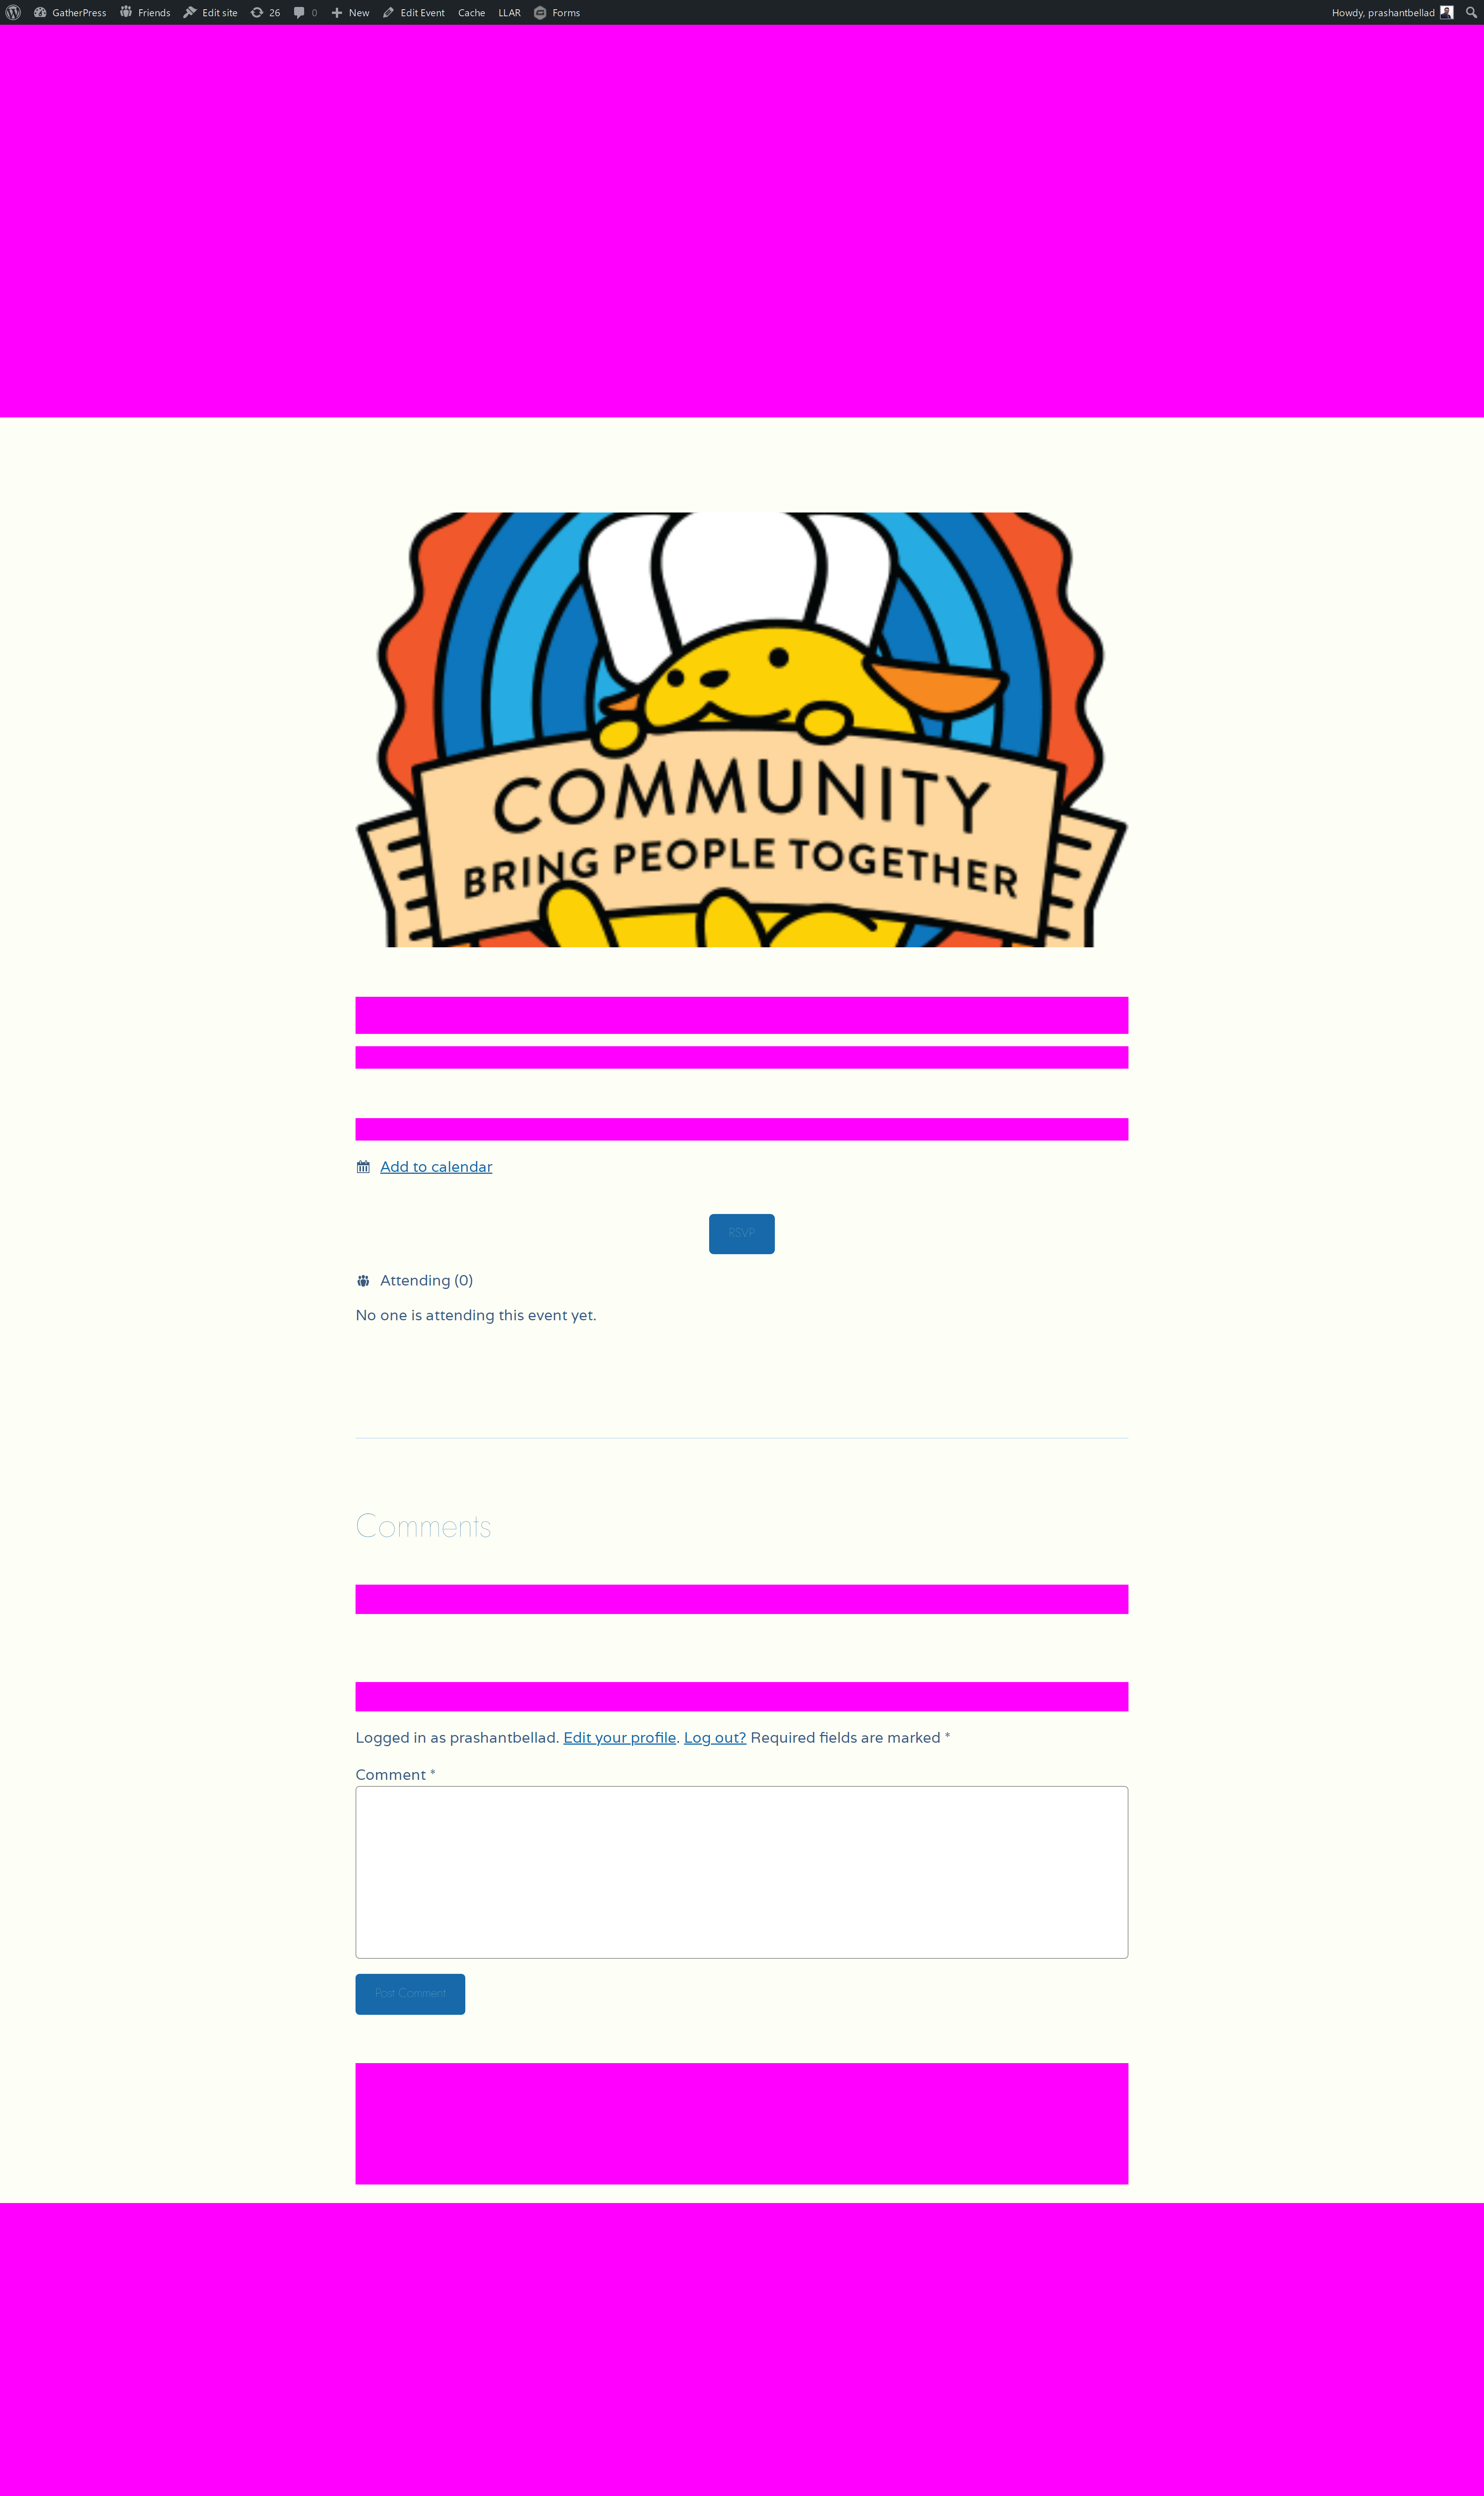 GatherPress Friends Edit site 26 0 New Edit Event Cache LLAR Forms Howdy, prashantbellad
COMMUNITY
BRING PEOPLE TOGETHER
Add to calendar
RSVP
Attending (0)
No one is attending this event yet.
Comments
Logged in as prashantbellad. Edit your profile. Log out? Required fields are marked *
Comment *
Post Comment